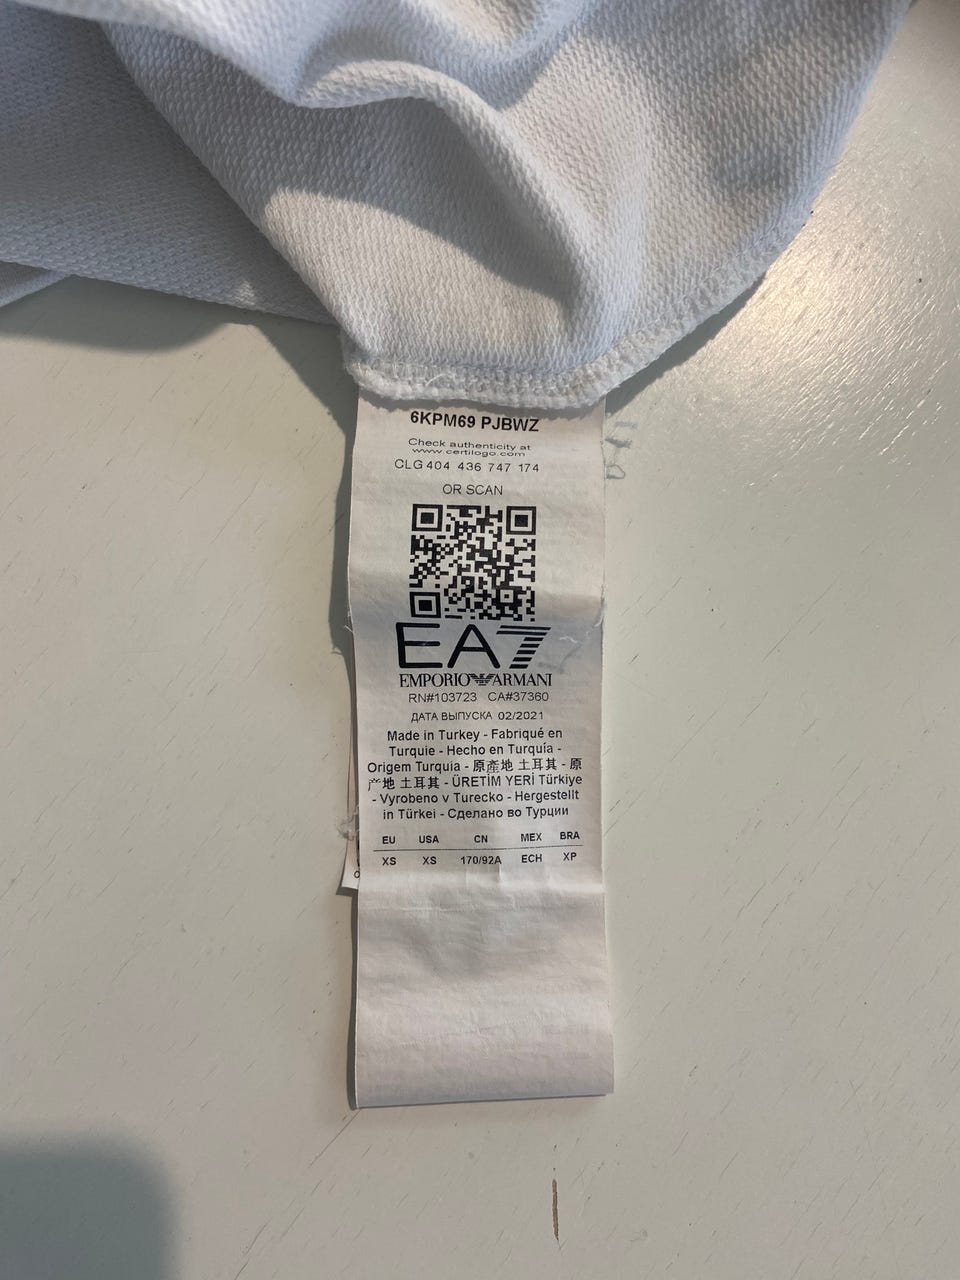 6KPM69 PJBWZ
Check authenticity at
www.certilogo.com
CLG 404 436 747 174
OR SCAN
EA7
EMPORIO ARMANI
RN#103723 CA#37360
ДАТА ВЫПУСКА 02/2021
Made in Turkey - Fabriqué en
Turquie - Hecho en Turquía -
Origem Turquia - 原產地 土耳其 - 原
产地 土耳其 - ÜRETİM YERİ Türkiye
- Vyrobeno v Turecko - Hergestellt
in Türkei - Сделано во Турции
EU USA CN MEX BRA
XS XS 170/92A ECH XP